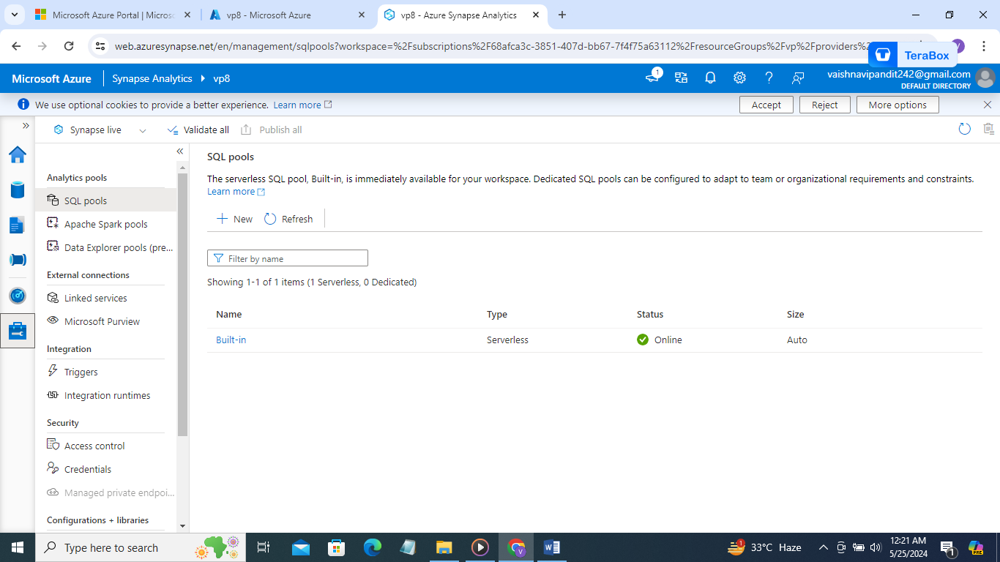 Microsoft Azure Portal | Micros
vp8 - Microsoft Azure
vp8 - Azure Synapse Analytics
web.azuresynapse.net/en/management/sqlpools?workspace=%2Fsubscriptions%2F68afca3c-3851-407d-bb67-7f4f75a63112%2FresourceGroups%2Fvp%2Fproviders%2
TeraBox
Microsoft Azure
Synapse Analytics
vp8
1
vaishnavipandit242@gmail.com
DEFAULT DIRECTORY
We use optional cookies to provide a better experience. Learn more
Accept
Reject
More options
Synapse live
Validate all
Publish all
Analytics pools
SQL pools
Apache Spark pools
Data Explorer pools (pre...
External connections
Linked services
Microsoft Purview
Integration
Triggers
Integration runtimes
Security
Access control
Credentials
Managed private endpoi...
Configurations + libraries
SQL pools
The serverless SQL pool, Built-in, is immediately available for your workspace. Dedicated SQL pools can be configured to adapt to team or organizational requirements and constraints.
Learn more
New
Refresh
Filter by name
Showing 1-1 of 1 items (1 Serverless, 0 Dedicated)
Name Type Status Size
Built-in Serverless Online Auto
Type here to search
1
33°C Haze
12:21 AM
5/25/2024
1
PRE